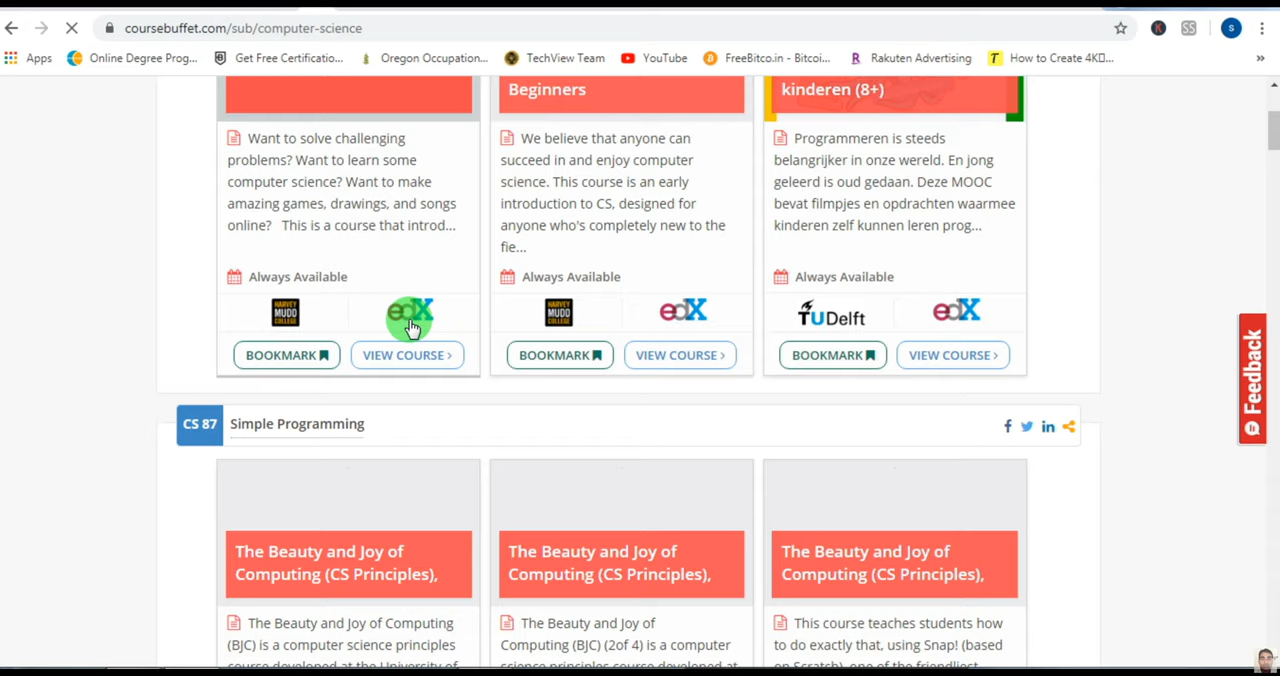 coursebuffet.com/sub/computer-science
K
SS
S
Apps
Online Degree Prog...
Get Free Certificatio...
Oregon Occupation...
TechView Team
YouTube
FreeBitco.in - Bitcoi...
R Rakuten Advertising
T How to Create 4K...
»
Beginners
kinderen (8+)
Want to solve challenging
problems? Want to learn some
computer science? Want to make
amazing games, drawings, and songs
online? This is a course that introd...
We believe that anyone can
succeed in and enjoy computer
science. This course is an early
introduction to CS, designed for
anyone who's completely new to the
fie...
Programmeren is steeds
belangrijker in onze wereld. En jong
geleerd is oud gedaan. Deze MOOC
bevat filmpjes en opdrachten waarmee
kinderen zelf kunnen leren prog...
Always Available
Always Available
Always Available
HARVEY
MUDD
COLLEGE
edX
HARVEY
MUDD
COLLEGE
edX
TUDelft
edX
BOOKMARK
VIEW COURSE ›
BOOKMARK
VIEW COURSE ›
BOOKMARK
VIEW COURSE ›
Feedback
CS 87
Simple Programming
The Beauty and Joy of
Computing (CS Principles),
The Beauty and Joy of
Computing (CS Principles),
The Beauty and Joy of
Computing (CS Principles),
The Beauty and Joy of Computing
(BJC) is a computer science principles
course developed at the University of
The Beauty and Joy of
Computing (BJC) (2of 4) is a computer
science principles course developed at
This course teaches students how
to do exactly that, using Snap! (based
on Scratch), one of the friendliest